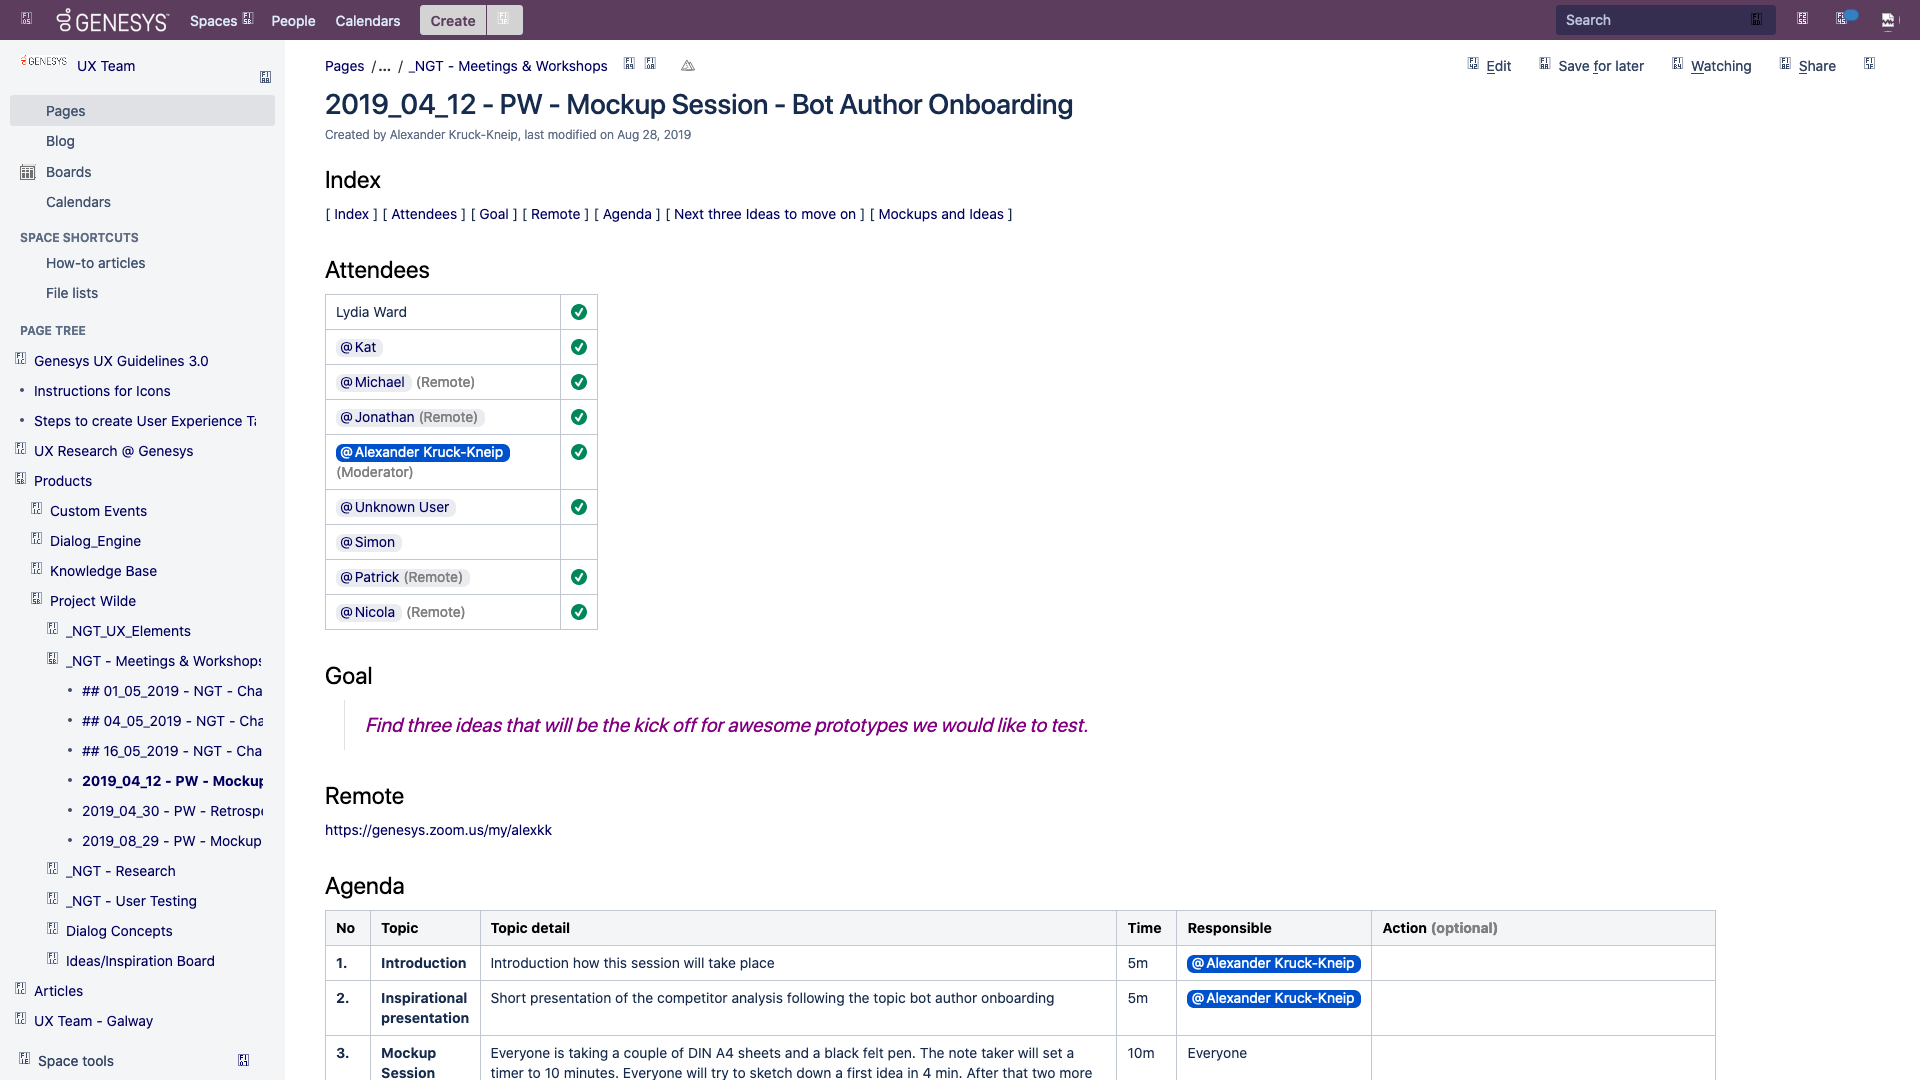 GENESYS Spaces People Calendars Create Search
GENESYS UX Team
Pages
Blog
Boards
Calendars
SPACE SHORTCUTS
How-to articles
File lists
PAGE TREE
Genesys UX Guidelines 3.0
• Instructions for Icons
• Steps to create User Experience Ta
UX Research @ Genesys
Products
Custom Events
Dialog_Engine
Knowledge Base
Project Wilde
_NGT_UX_Elements
_NGT - Meetings & Workshops
• ## 01_05_2019 - NGT - Cha
• ## 04_05_2019 - NGT - Cha
• ## 16_05_2019 - NGT - Cha
• 2019_04_12 - PW - Mockup
• 2019_04_30 - PW - Retrospe
• 2019_08_29 - PW - Mockup
_NGT - Research
_NGT - User Testing
Dialog Concepts
Ideas/Inspiration Board
Articles
UX Team - Galway
Space tools
Pages / ... / _NGT - Meetings & Workshops
Edit Save for later Watching Share
2019_04_12 - PW - Mockup Session - Bot Author Onboarding
Created by Alexander Kruck-Kneip, last modified on Aug 28, 2019
Index
[ Index ] [ Attendees ] [ Goal ] [ Remote ] [ Agenda ] [ Next three Ideas to move on ] [ Mockups and Ideas ]
Attendees
Lydia Ward
@Kat
@Michael (Remote)
@Jonathan (Remote)
@Alexander Kruck-Kneip
(Moderator)
@Unknown User
@Simon
@Patrick (Remote)
@Nicola (Remote)
Goal
Find three ideas that will be the kick off for awesome prototypes we would like to test.
Remote
https://genesys.zoom.us/my/alexkk
Agenda
No Topic Topic detail Time Responsible Action (optional)
1. Introduction Introduction how this session will take place 5m @Alexander Kruck-Kneip
2. Inspirational Short presentation of the competitor analysis following the topic bot author onboarding 5m @Alexander Kruck-Kneip
presentation
3. Mockup Everyone is taking a couple of DIN A4 sheets and a black felt pen. The note taker will set a 10m Everyone
Session timer to 10 minutes. Everyone will try to sketch down a first idea in 4 min. After that two more